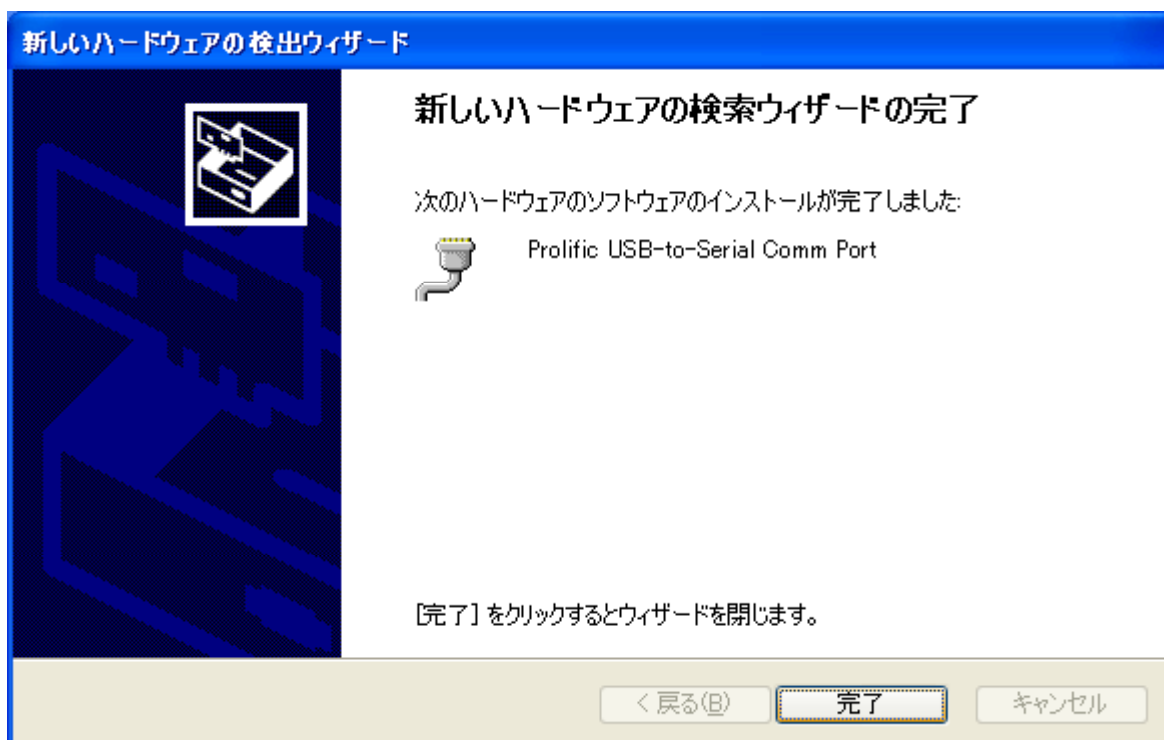 新しいハードウェアの検出ウィザード
新しいハードウェアの検索ウィザードの完了
次のハードウェアのソフトウェアのインストールが完了しました:
Prolific USB-to-Serial Comm Port
[完了] をクリックするとウィザードを閉じます。
< 戻る(B)
完了
キャンセル